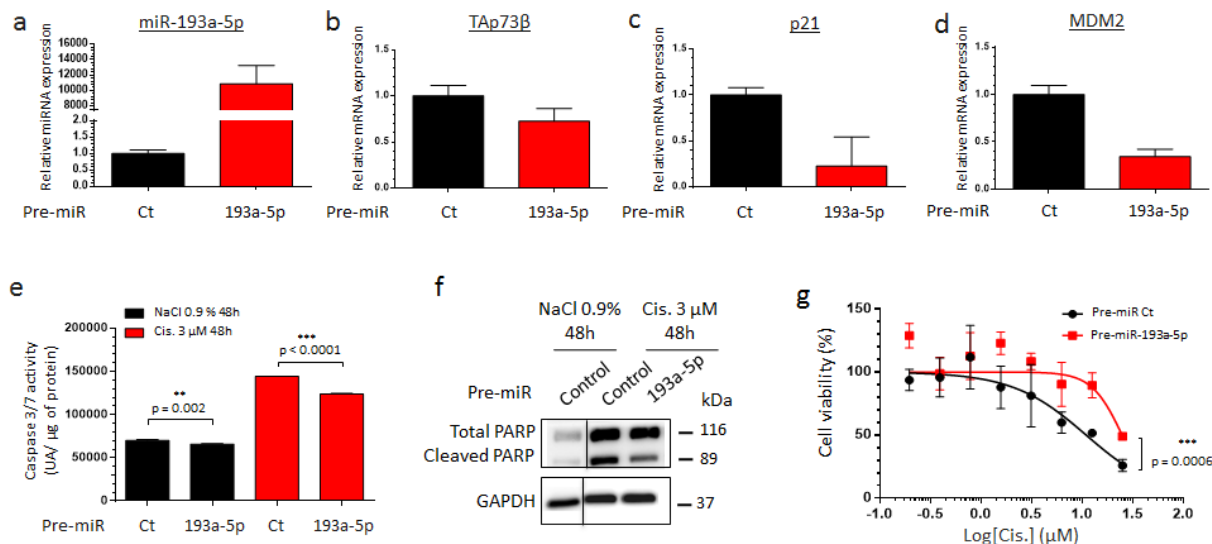 a
miR-193a-5p
Relative miRNA expression
16000
14000
12000
10000
8000
2.0
1.5
1.0
0.5
0.0
Pre-miR
Ct
193a-5p
b
TAp73β
Relative mRNA expression
1.5
1.0
0.5
0.0
Ct
193a-5p
c
p21
Relative mRNA expression
1.5
1.0
0.5
0.0
Pre-miR
Ct
193a-5p
d
MDM2
Relative mRNA expression
1.5
1.0
0.5
0.0
Ct
193a-5p
e
NaCl 0.9 % 48h
Cis. 3 µM 48h
Caspase 3/7 activity
(UA/ µg of protein)
200000
150000
100000
50000
0
**
p = 0.002
***
p < 0.0001
Pre-miR
Ct
193a-5p
Ct
193a-5p
f
NaCl 0.9% Cis. 3 µM
48h 48h
Pre-miR
Control
Control
193a-5p
kDa
Total PARP
116
Cleaved PARP
89
GAPDH
37
g
Pre-miR Ct
Pre-miR-193a-5p
Cell viability (%)
150
100
50
0
***
p = 0.0006
-1.0 -0.5 0.0 0.5 1.0 1.5 2.0
Log[Cis.] (µM)